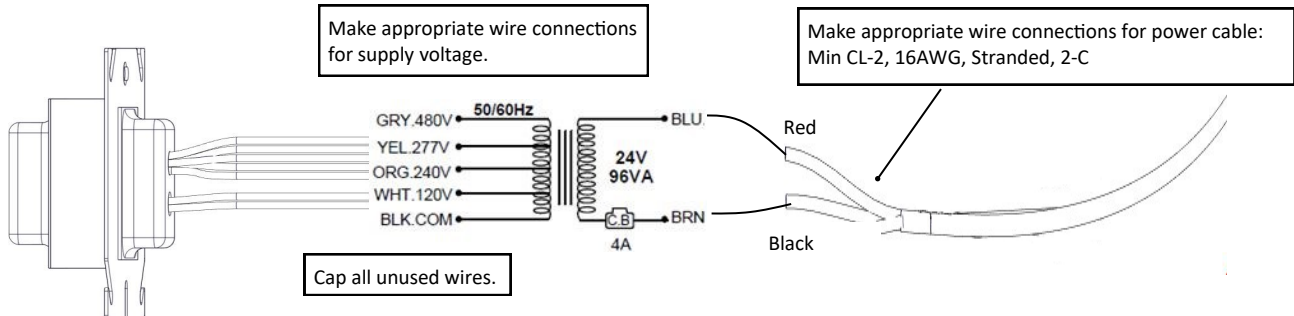 Make appropriate wire connections
for supply voltage.
Make appropriate wire connections for power cable:
Min CL-2, 16AWG, Stranded, 2-C
50/60Hz
GRY.480V
YEL.277V
ORG.240V
WHT.120V
BLK.COM
24V
96VA
C.B
4A
BLU.
BRN
Red
Black
Cap all unused wires.